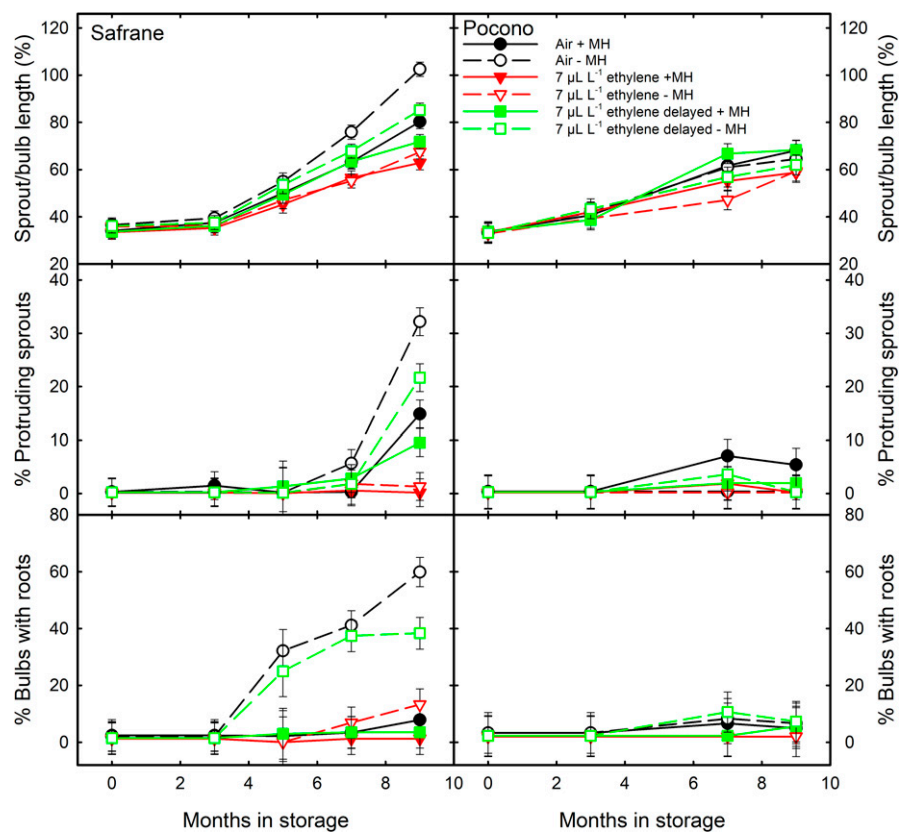 Safrane
Pocono
Air + MH
Air - MH
7 µL L⁻¹ ethylene +MH
7 µL L⁻¹ ethylene - MH
7 µL L⁻¹ ethylene delayed + MH
7 µL L⁻¹ ethylene delayed - MH
Sprout/bulb length (%)
120
100
80
60
40
20
Sprout/bulb length (%)
120
100
80
60
40
20
% Protruding sprouts
40
30
20
10
0
% Protruding sprouts
40
30
20
10
0
% Bulbs with roots
80
60
40
20
0
% Bulbs with roots
80
60
40
20
0
0 2 4 6 8 10 0 2 4 6 8 10
Months in storage
Months in storage